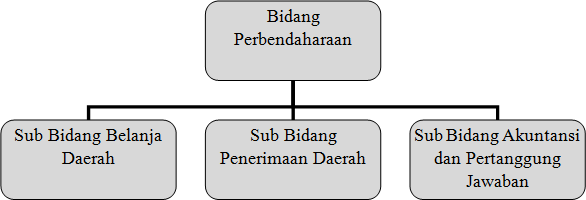 Bidang
Perbendaharaan
Sub Bidang Belanja
Daerah
Sub Bidang
Penerimaan Daerah
Sub Bidang Akuntansi
dan Pertanggung
Jawaban